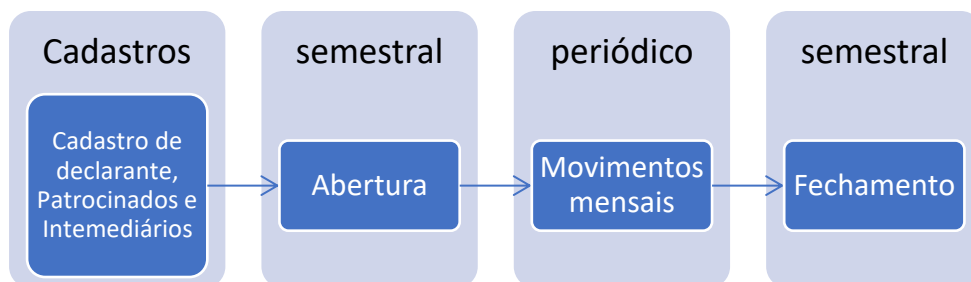 Cadastros
Cadastro de
declarante,
Patrocinados e
Intemediários
semestral
Abertura
periódico
Movimentos
mensais
semestral
Fechamento